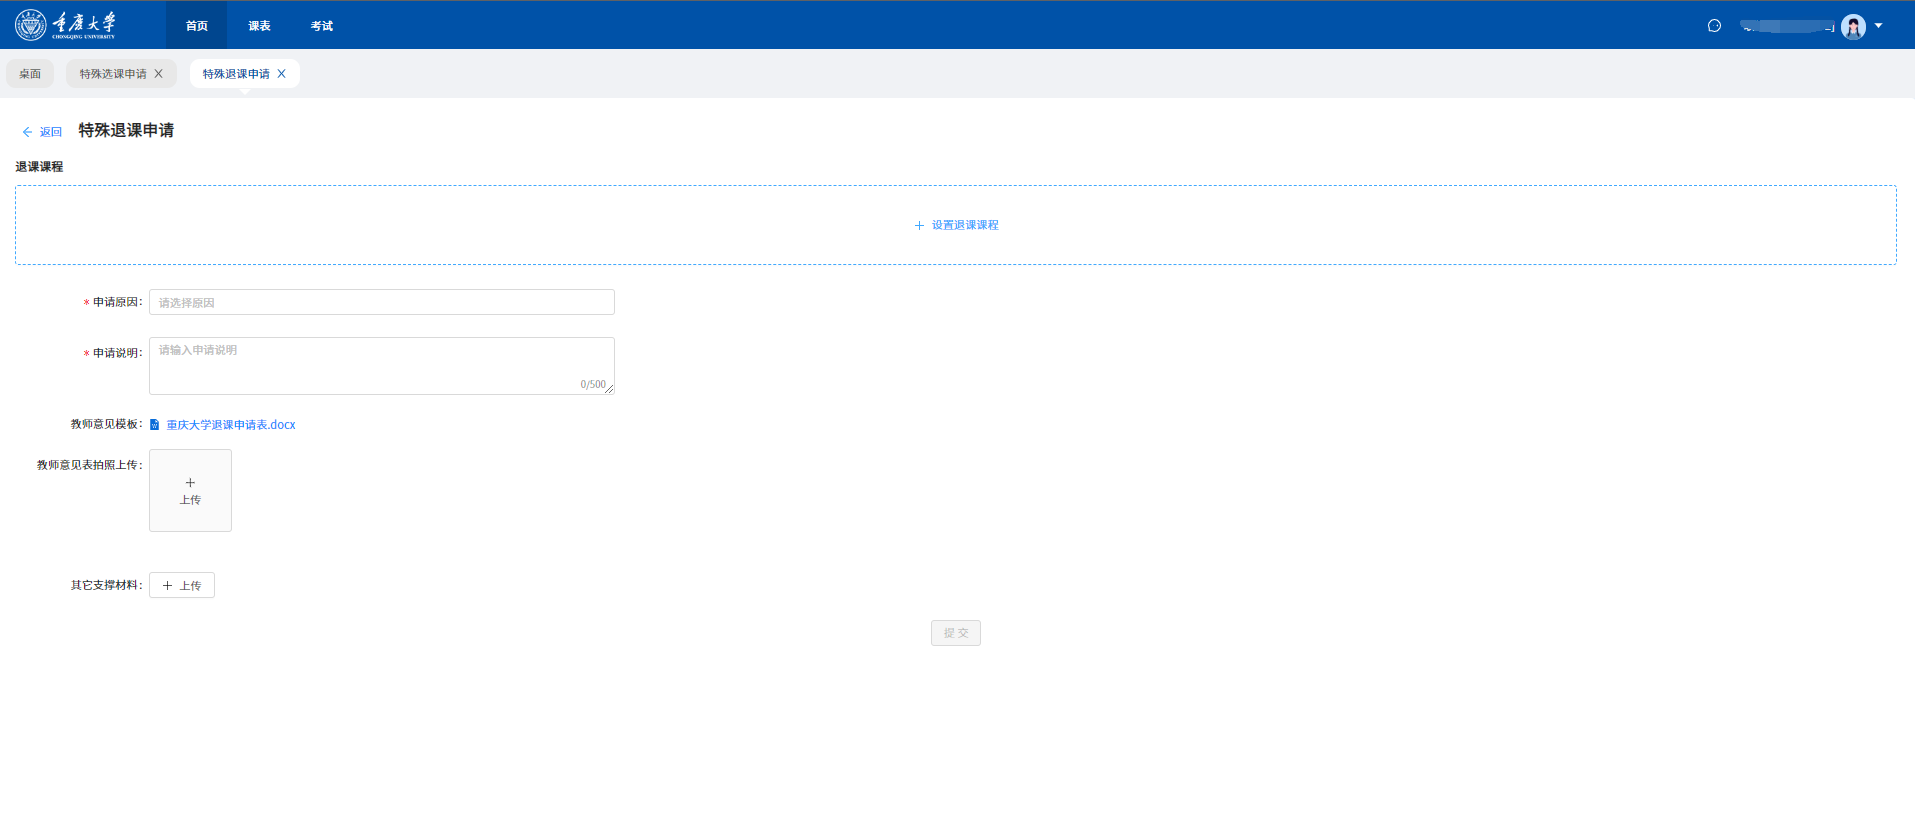 重庆大学
CHONGQING UNIVERSITY
首页 课表 考试
桌面 特殊选课申请 特殊退课申请
返回 特殊退课申请
退课课程
设置退课课程
* 申请原因: 请选择原因
* 申请说明: 请输入申请说明
0/500
教师意见模板: 重庆大学退课申请表.docx
教师意见表拍照上传:
上传
其它支撑材料: 上传
提交